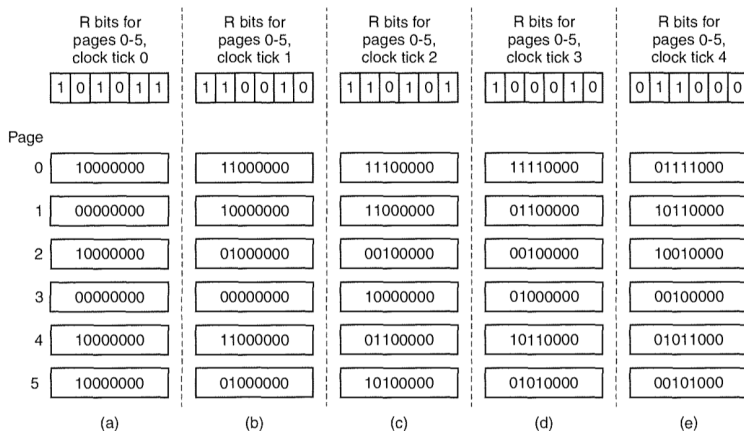 R bits for R bits for R bits for R bits for R bits for
pages 0-5, pages 0-5, pages 0-5, pages 0-5, pages 0-5,
clock tick 0 clock tick 1 clock tick 2 clock tick 3 clock tick 4
1 0 1 0 1 1 1 1 0 0 1 0 1 1 0 1 0 1 1 0 0 0 1 0 0 1 1 0 0 0
Page
0 10000000 11000000 11100000 11110000 01111000
1 00000000 10000000 11000000 01100000 10110000
2 10000000 01000000 00100000 00100000 10010000
3 00000000 00000000 10000000 01000000 00100000
4 10000000 11000000 01100000 10110000 01011000
5 10000000 01000000 10100000 01010000 00101000
(a) (b) (c) (d) (e)